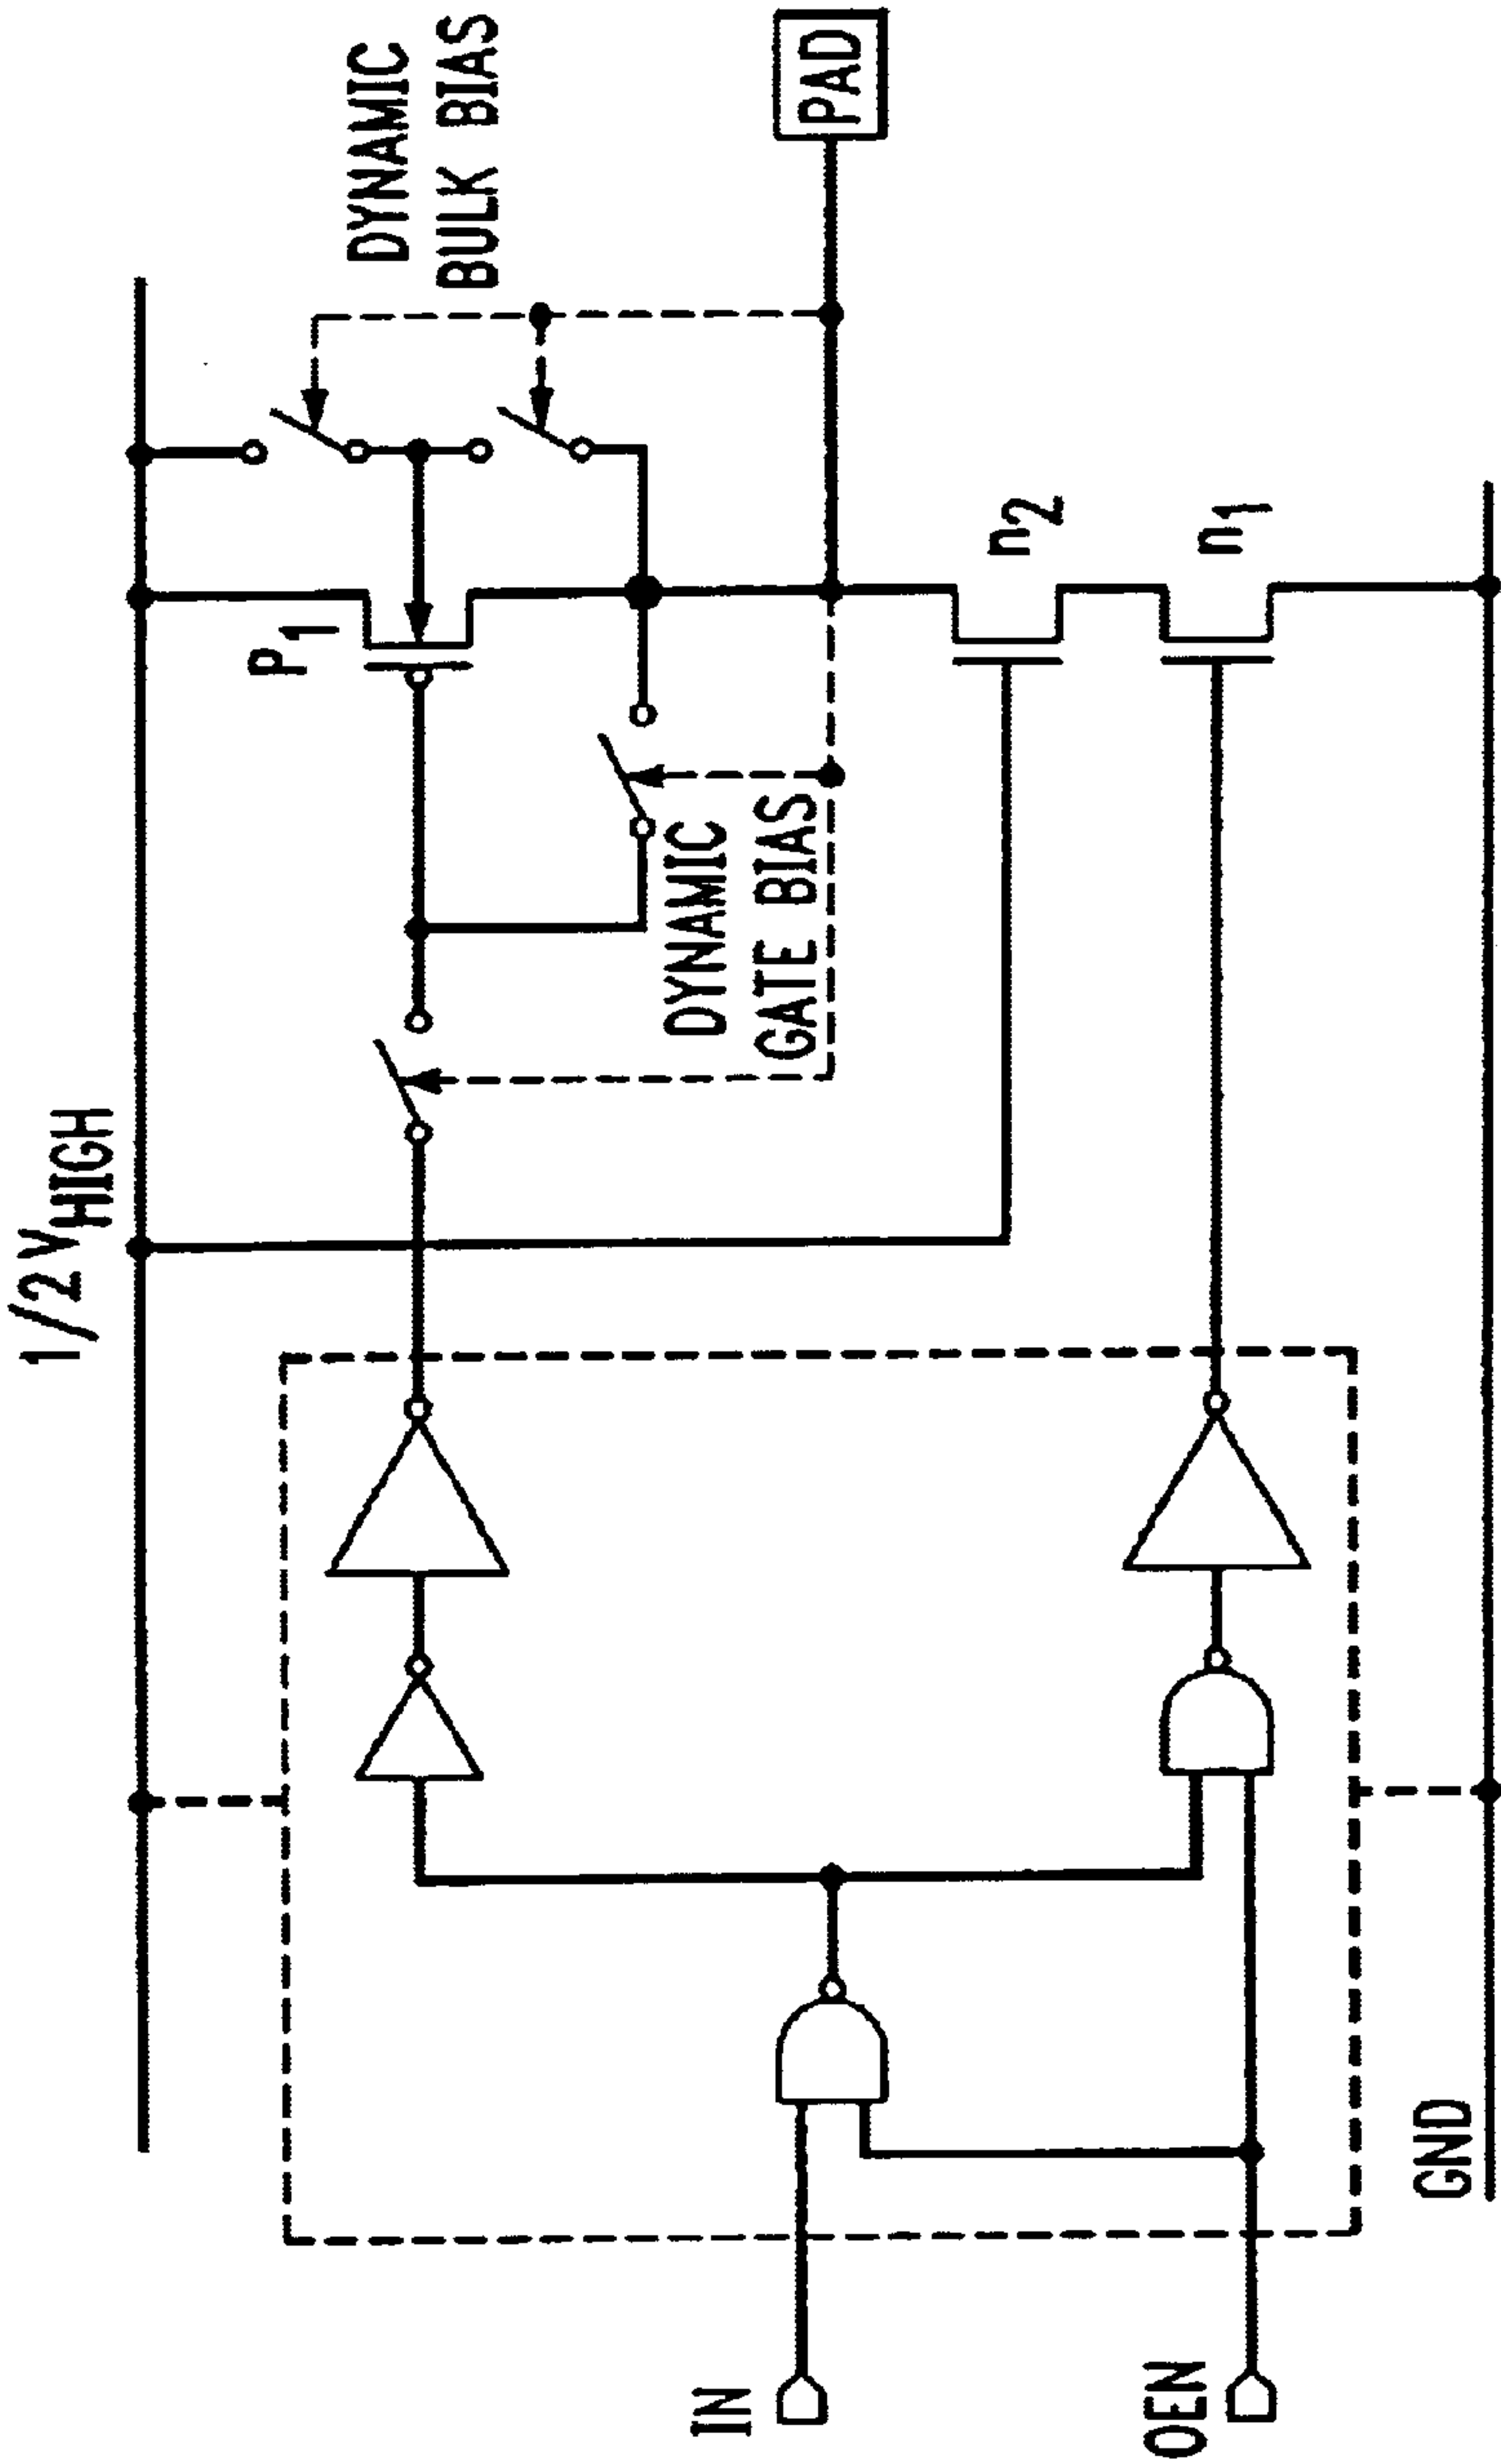 1/2 VHIGH
DYNAMIC
BULK BIAS
P1
DYNAMIC
GATE BIAS
PAD
IN
n2
OEN
n1
GND